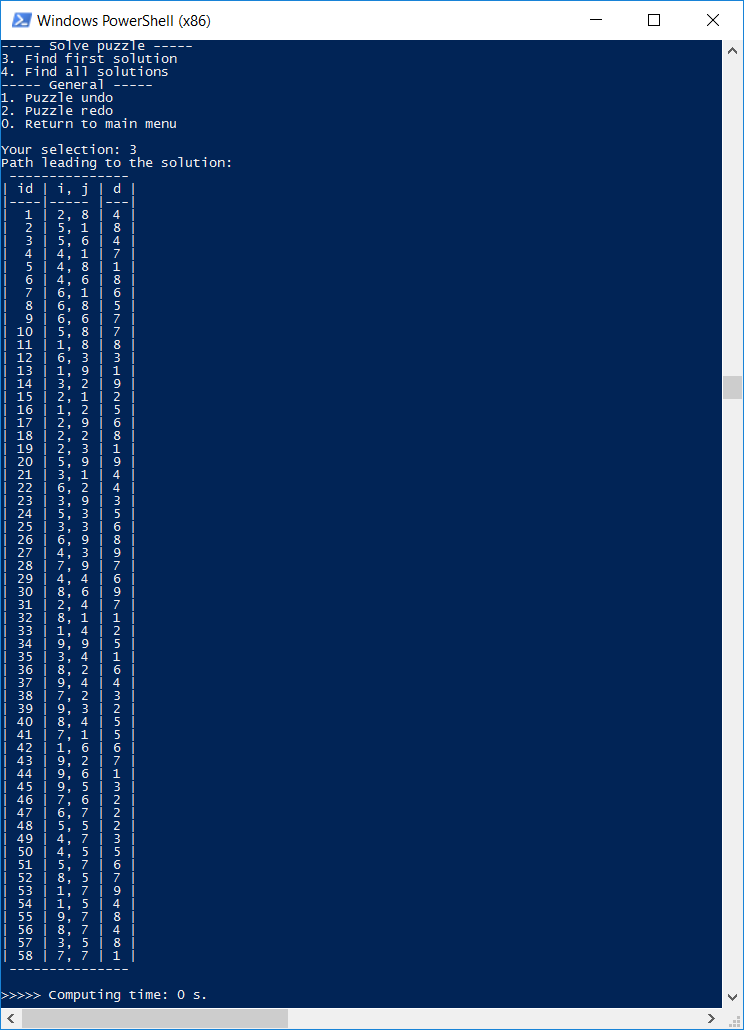 Windows PowerShell (x86)
----- Solve puzzle -----
3. Find first solution
4. Find all solutions
----- General -----
1. Puzzle undo
2. Puzzle redo
0. Return to main menu
Your selection: 3
Path leading to the solution:
 ---------------
| id | i, j | d |
|----|----- |---|
|  1 | 2, 8 | 4 |
|  2 | 5, 1 | 8 |
|  3 | 5, 6 | 4 |
|  4 | 4, 1 | 7 |
|  5 | 4, 8 | 1 |
|  6 | 4, 6 | 8 |
|  7 | 6, 1 | 6 |
|  8 | 6, 8 | 5 |
|  9 | 6, 6 | 7 |
| 10 | 5, 8 | 7 |
| 11 | 1, 8 | 8 |
| 12 | 6, 3 | 3 |
| 13 | 1, 9 | 1 |
| 14 | 3, 2 | 9 |
| 15 | 2, 1 | 2 |
| 16 | 1, 2 | 5 |
| 17 | 2, 9 | 6 |
| 18 | 2, 2 | 8 |
| 19 | 2, 3 | 1 |
| 20 | 5, 9 | 9 |
| 21 | 3, 1 | 4 |
| 22 | 6, 2 | 4 |
| 23 | 3, 9 | 3 |
| 24 | 5, 3 | 5 |
| 25 | 3, 3 | 6 |
| 26 | 6, 9 | 8 |
| 27 | 4, 3 | 9 |
| 28 | 7, 9 | 7 |
| 29 | 4, 4 | 6 |
| 30 | 8, 6 | 9 |
| 31 | 2, 4 | 7 |
| 32 | 8, 1 | 1 |
| 33 | 1, 4 | 2 |
| 34 | 9, 9 | 5 |
| 35 | 3, 4 | 1 |
| 36 | 8, 2 | 6 |
| 37 | 9, 4 | 4 |
| 38 | 7, 2 | 3 |
| 39 | 9, 3 | 2 |
| 40 | 8, 4 | 5 |
| 41 | 7, 1 | 5 |
| 42 | 1, 6 | 6 |
| 43 | 9, 2 | 7 |
| 44 | 9, 6 | 1 |
| 45 | 9, 5 | 3 |
| 46 | 7, 6 | 2 |
| 47 | 6, 7 | 2 |
| 48 | 5, 5 | 2 |
| 49 | 4, 7 | 3 |
| 50 | 4, 5 | 5 |
| 51 | 5, 7 | 6 |
| 52 | 8, 5 | 7 |
| 53 | 1, 7 | 9 |
| 54 | 1, 5 | 4 |
| 55 | 9, 7 | 8 |
| 56 | 8, 7 | 4 |
| 57 | 3, 5 | 8 |
| 58 | 7, 7 | 1 |
 ---------------
>>>>> Computing time: 0 s.